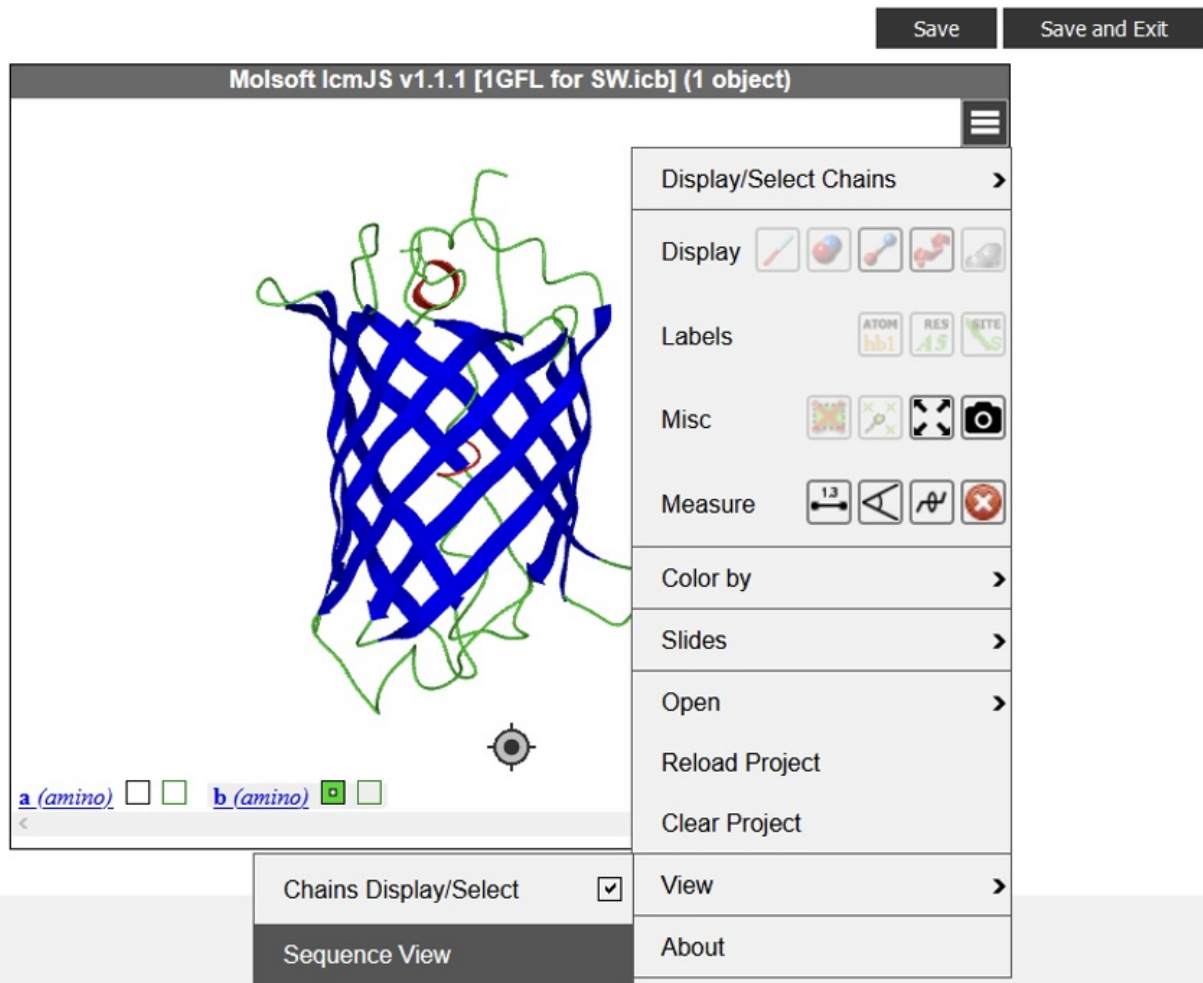 Save
Save and Exit
Molsoft IcmJS v1.1.1 [1GFL for SW.icb] (1 object)
Display/Select Chains
Display
Labels
ATOM hb1
RES A5
SITE S
Misc
Measure
1.3
Color by
Slides
Open
Reload Project
Clear Project
a (amino)
b (amino)
Chains Display/Select
View
Sequence View
About